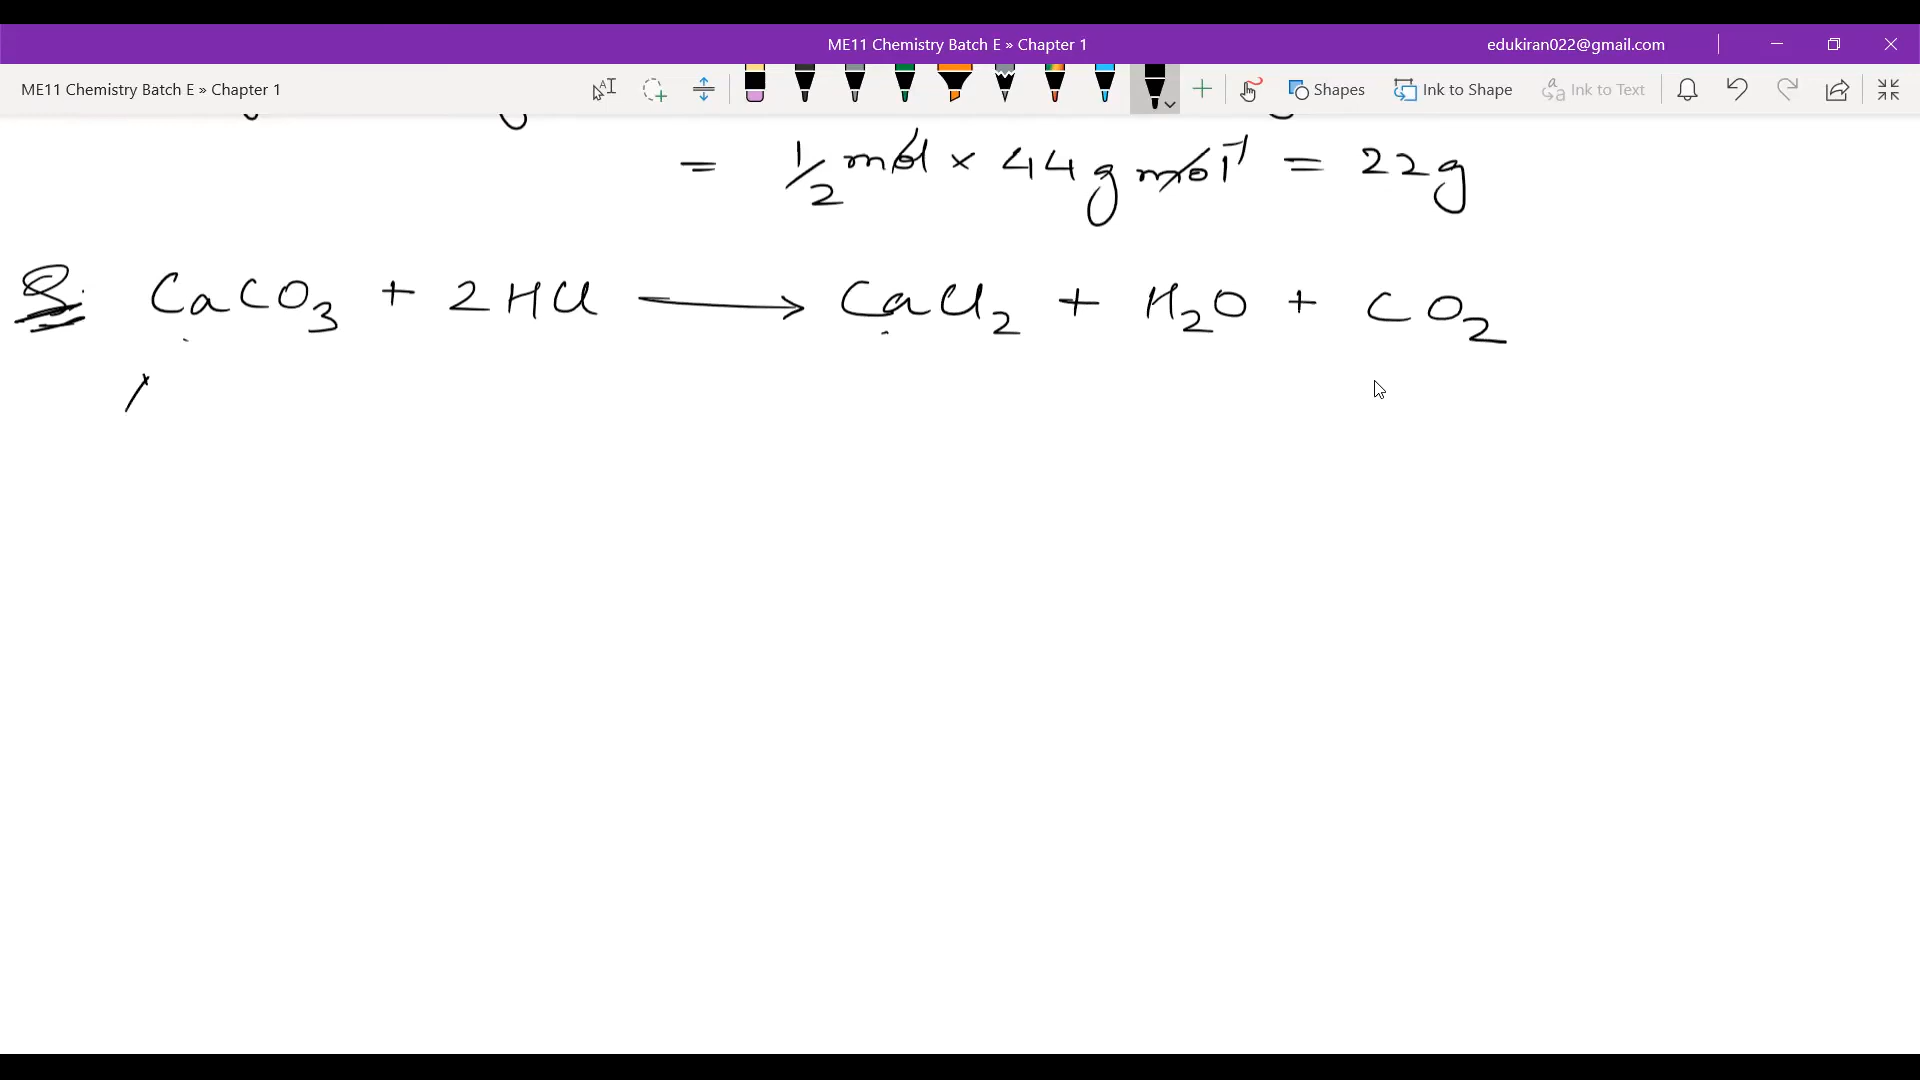 ME11 Chemistry Batch E » Chapter 1
edukiran022@gmail.com
ME11 Chemistry Batch E » Chapter 1
Shapes
Ink to Shape
Ink to Text
= 1/2 mol × 44 g mol⁻¹ = 22g
Q. CaCO₃ + 2HCl ⟶ CaCl₂ + H₂O + CO₂